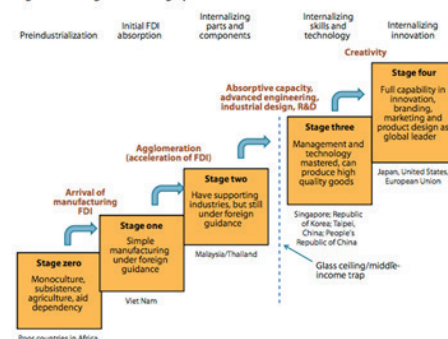 Preindustrialization
Initial FDI
absorption
Internalizing
parts and
components
Internalizing
skills and
technology
Internalizing
innovation
Creativity
Stage four
Full capability in
innovation,
branding,
marketing and
product design as
global leader
Japan, United States,
European Union
Absorptive capacity,
advanced engineering,
industrial design, R&D
Stage three
Management and
technology
mastered, can
produce high
quality goods
Singapore; Republic
of Korea; Taipei,
China; People's
Republic of China
Agglomeration
(acceleration of FDI)
Stage two
Have supporting
industries, but still
under foreign
guidance
Malaysia/Thailand
Arrival of
manufacturing
FDI
Stage one
Simple
manufacturing
under foreign
guidance
Viet Nam
Stage zero
Monoculture,
subsistence
agriculture, aid
dependency
Poor countries in Africa
Glass ceiling/middle-
income trap